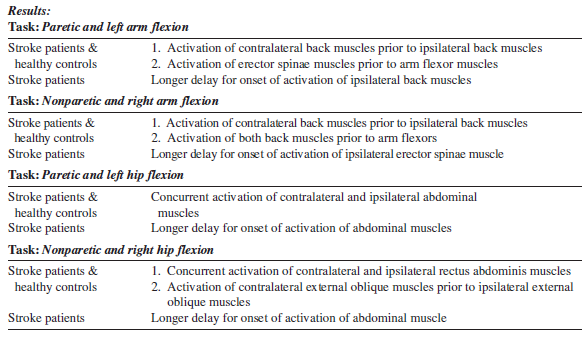 Results:
Task: Paretic and left arm flexion
Stroke patients & 1. Activation of contralateral back muscles prior to ipsilateral back muscles
healthy controls 2. Activation of erector spinae muscles prior to arm flexor muscles
Stroke patients Longer delay for onset of activation of ipsilateral back muscles
Task: Nonparetic and right arm flexion
Stroke patients & 1. Activation of contralateral back muscles prior to ipsilateral back muscles
healthy controls 2. Activation of both back muscles prior to arm flexors
Stroke patients Longer delay for onset of activation of ipsilateral erector spinae muscle
Task: Paretic and left hip flexion
Stroke patients & Concurrent activation of contralateral and ipsilateral abdominal
healthy controls muscles
Stroke patients Longer delay for onset of activation of abdominal muscles
Task: Nonparetic and right hip flexion
Stroke patients & 1. Concurrent activation of contralateral and ipsilateral rectus abdominis muscles
healthy controls 2. Activation of contralateral external oblique muscles prior to ipsilateral external
oblique muscles
Stroke patients Longer delay for onset of activation of abdominal muscle